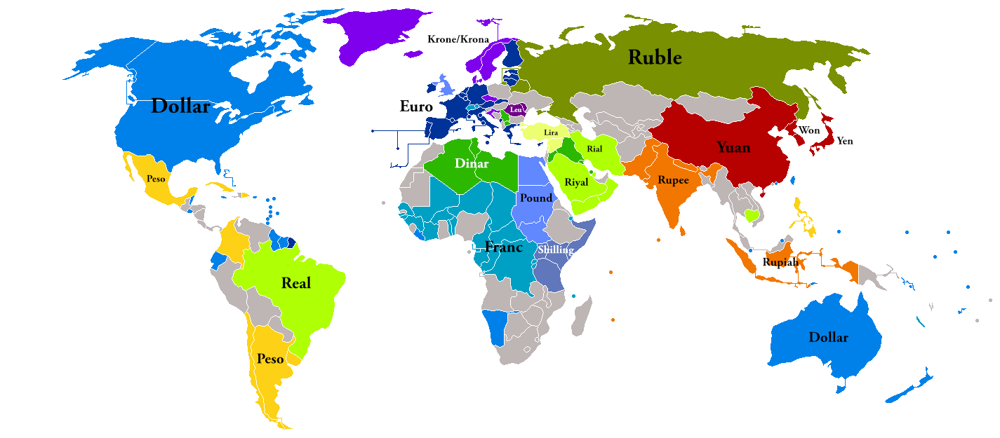 Krone/Krona
Ruble
Dollar
Euro
Leu
Won
Lira
Yen
Rial
Yuan
Dinar
Peso
Riyal
Rupee
Pound
Franc
Shilling
Rupiah
Real
Dollar
Peso